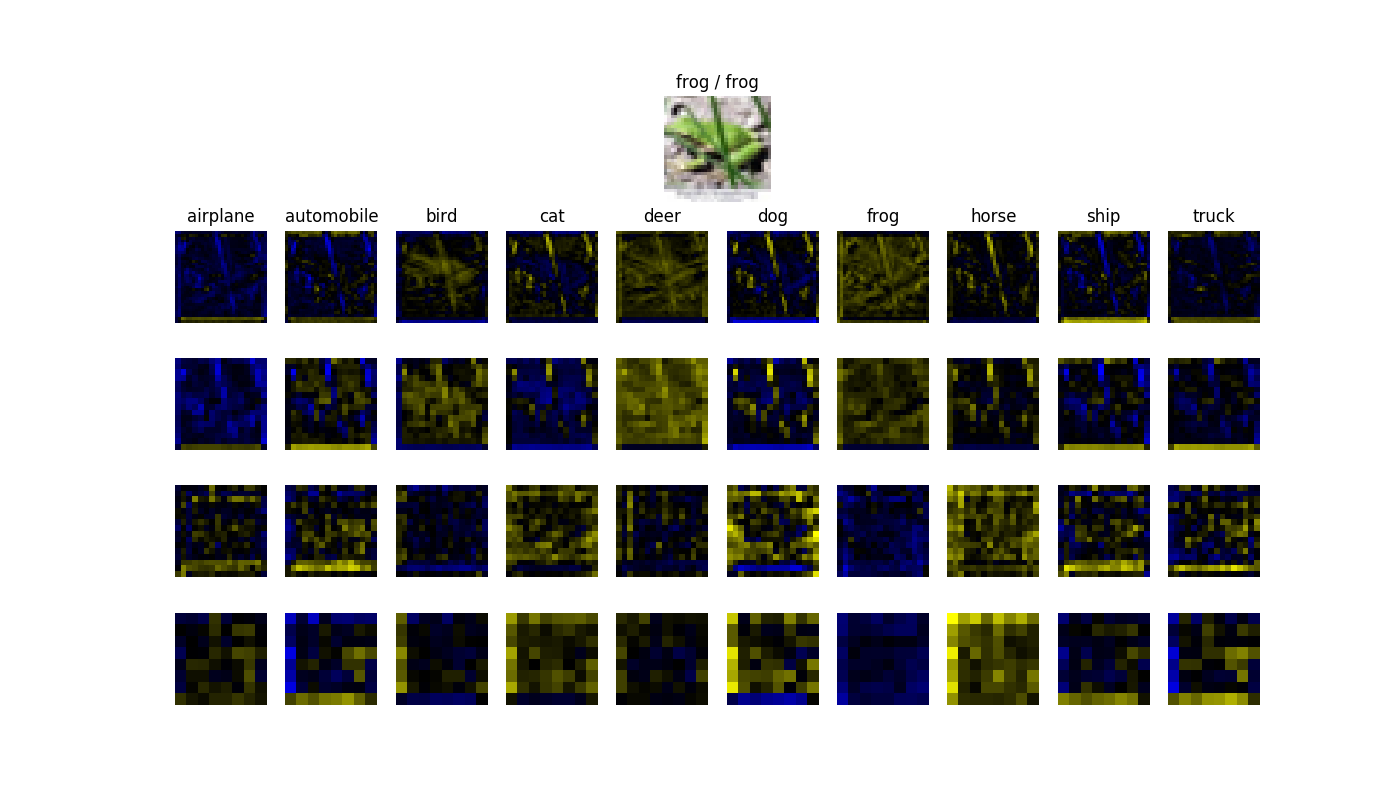 frog / frog
airplane automobile bird cat deer dog frog horse ship truck